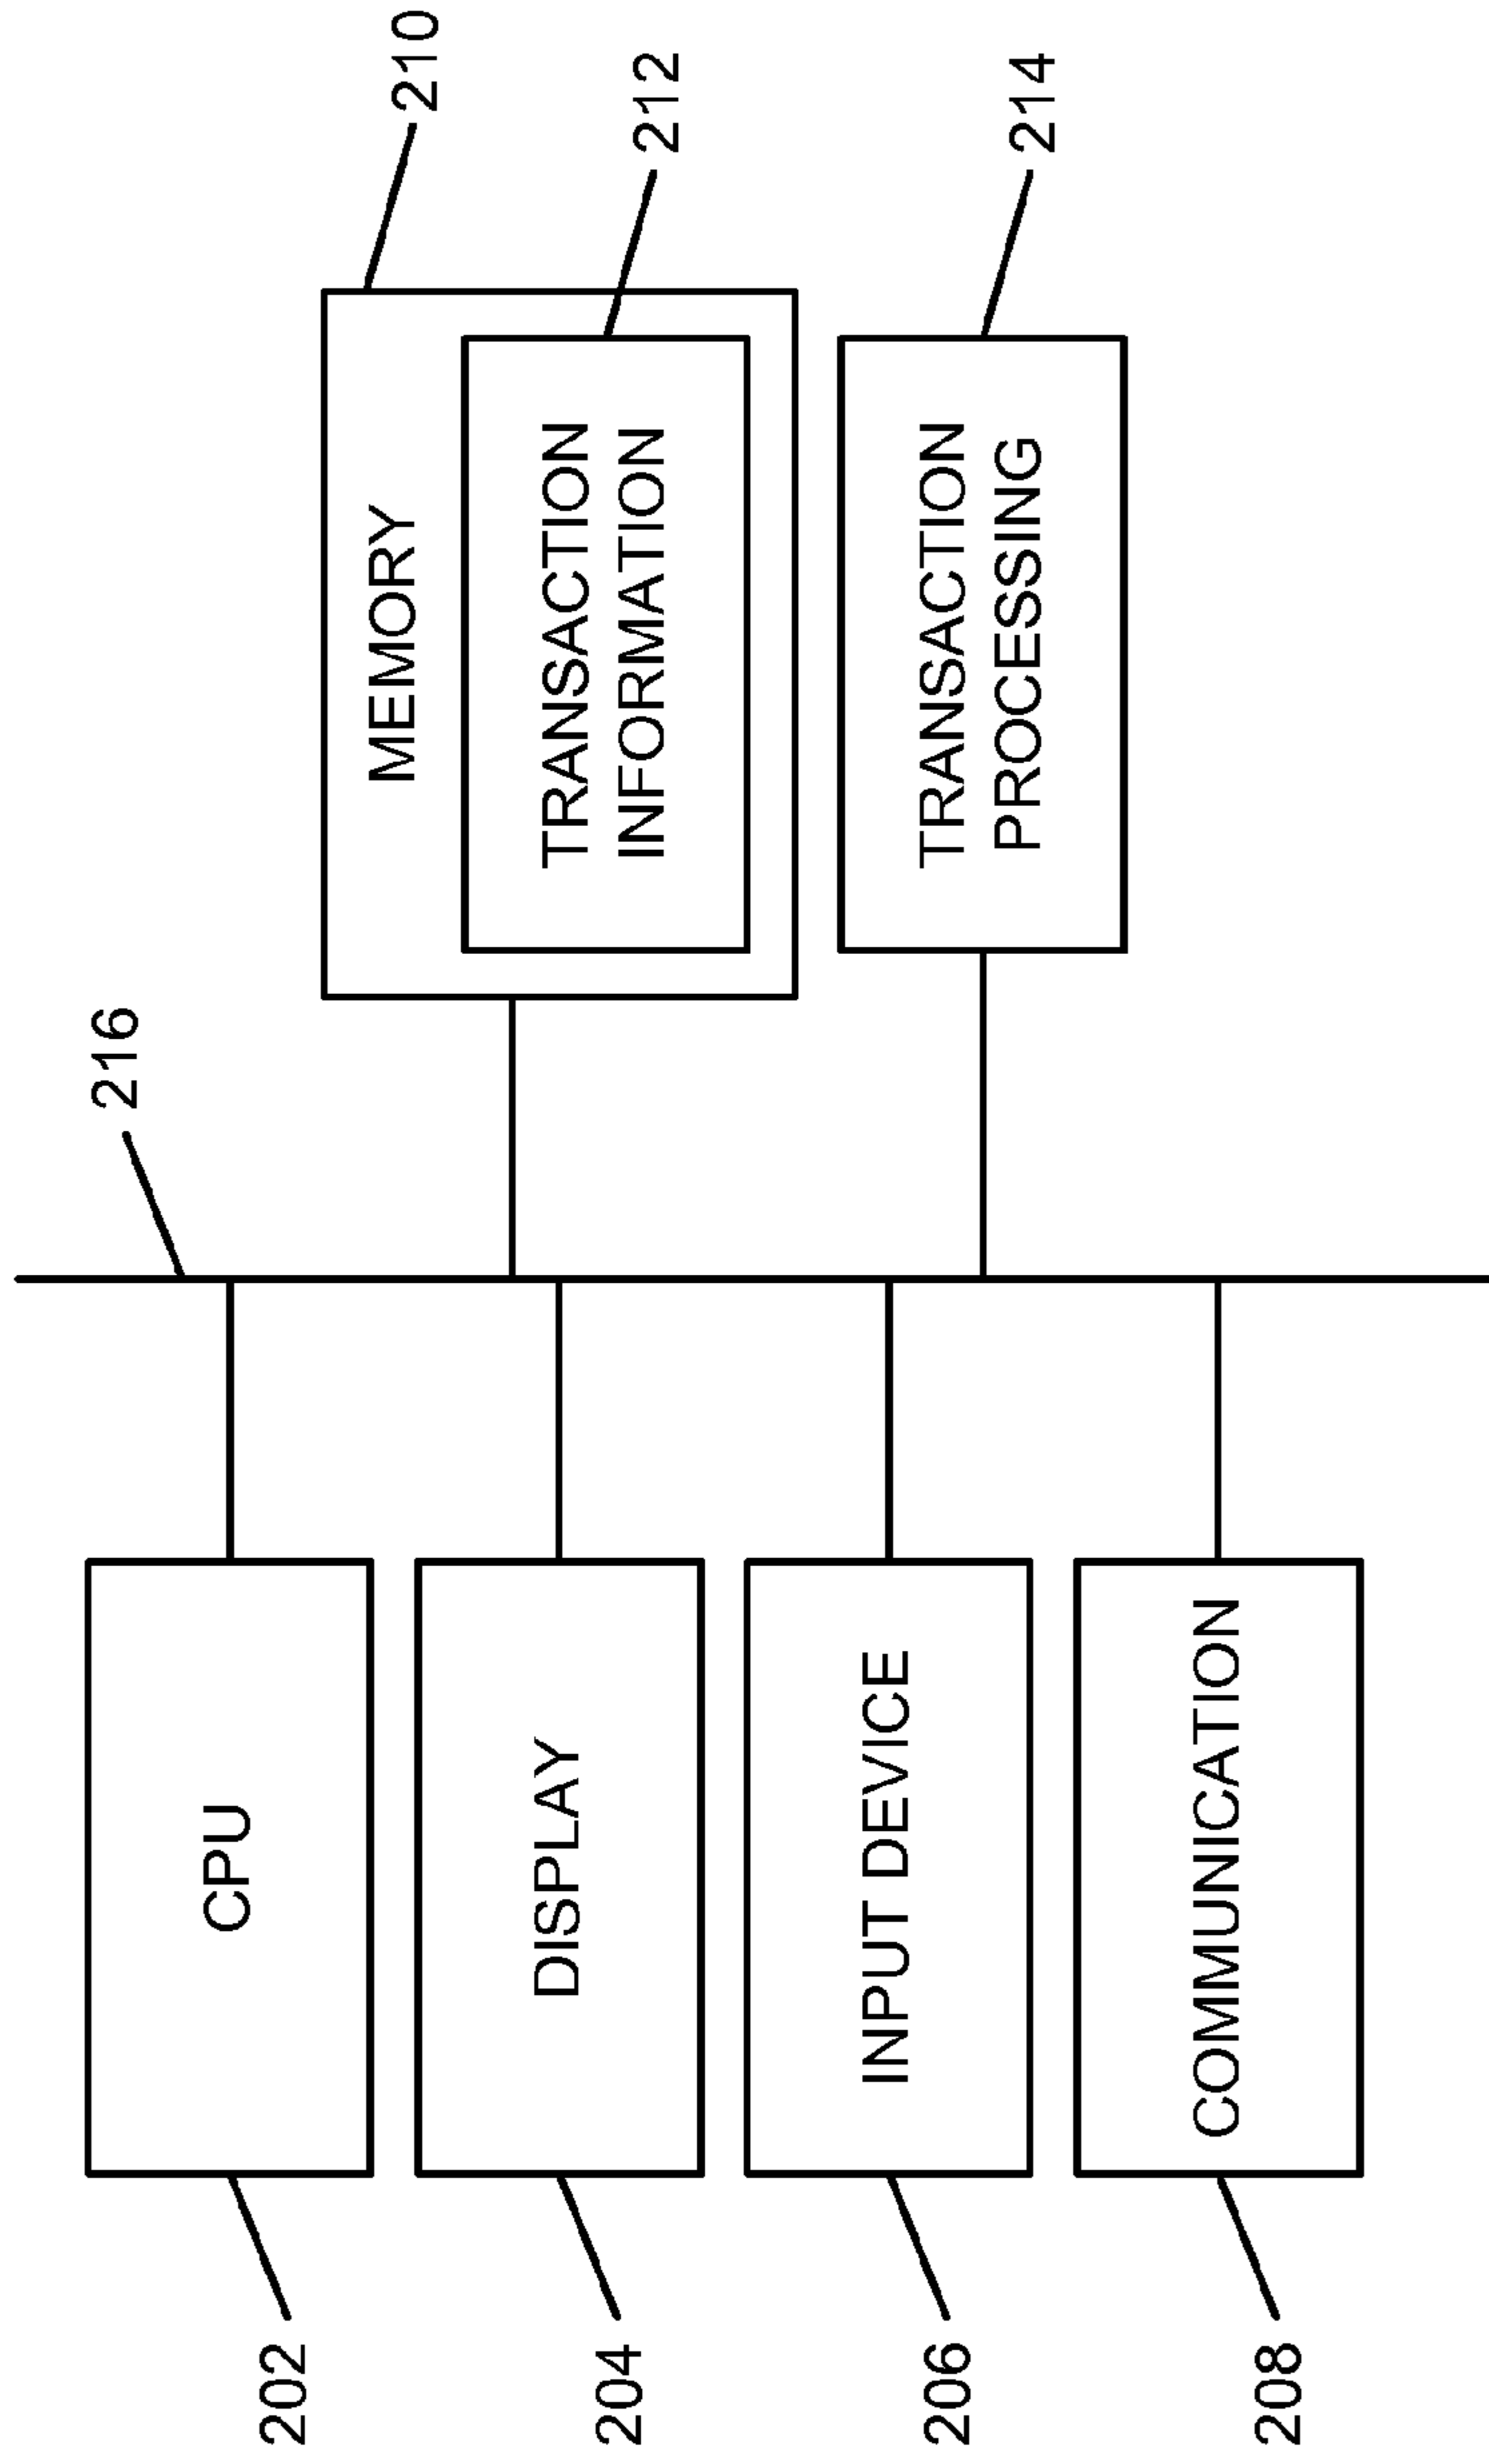 216
202
CPU
204
DISPLAY
206
INPUT DEVICE
208
COMMUNICATION
210
MEMORY
212
TRANSACTION
INFORMATION
214
TRANSACTION
PROCESSING